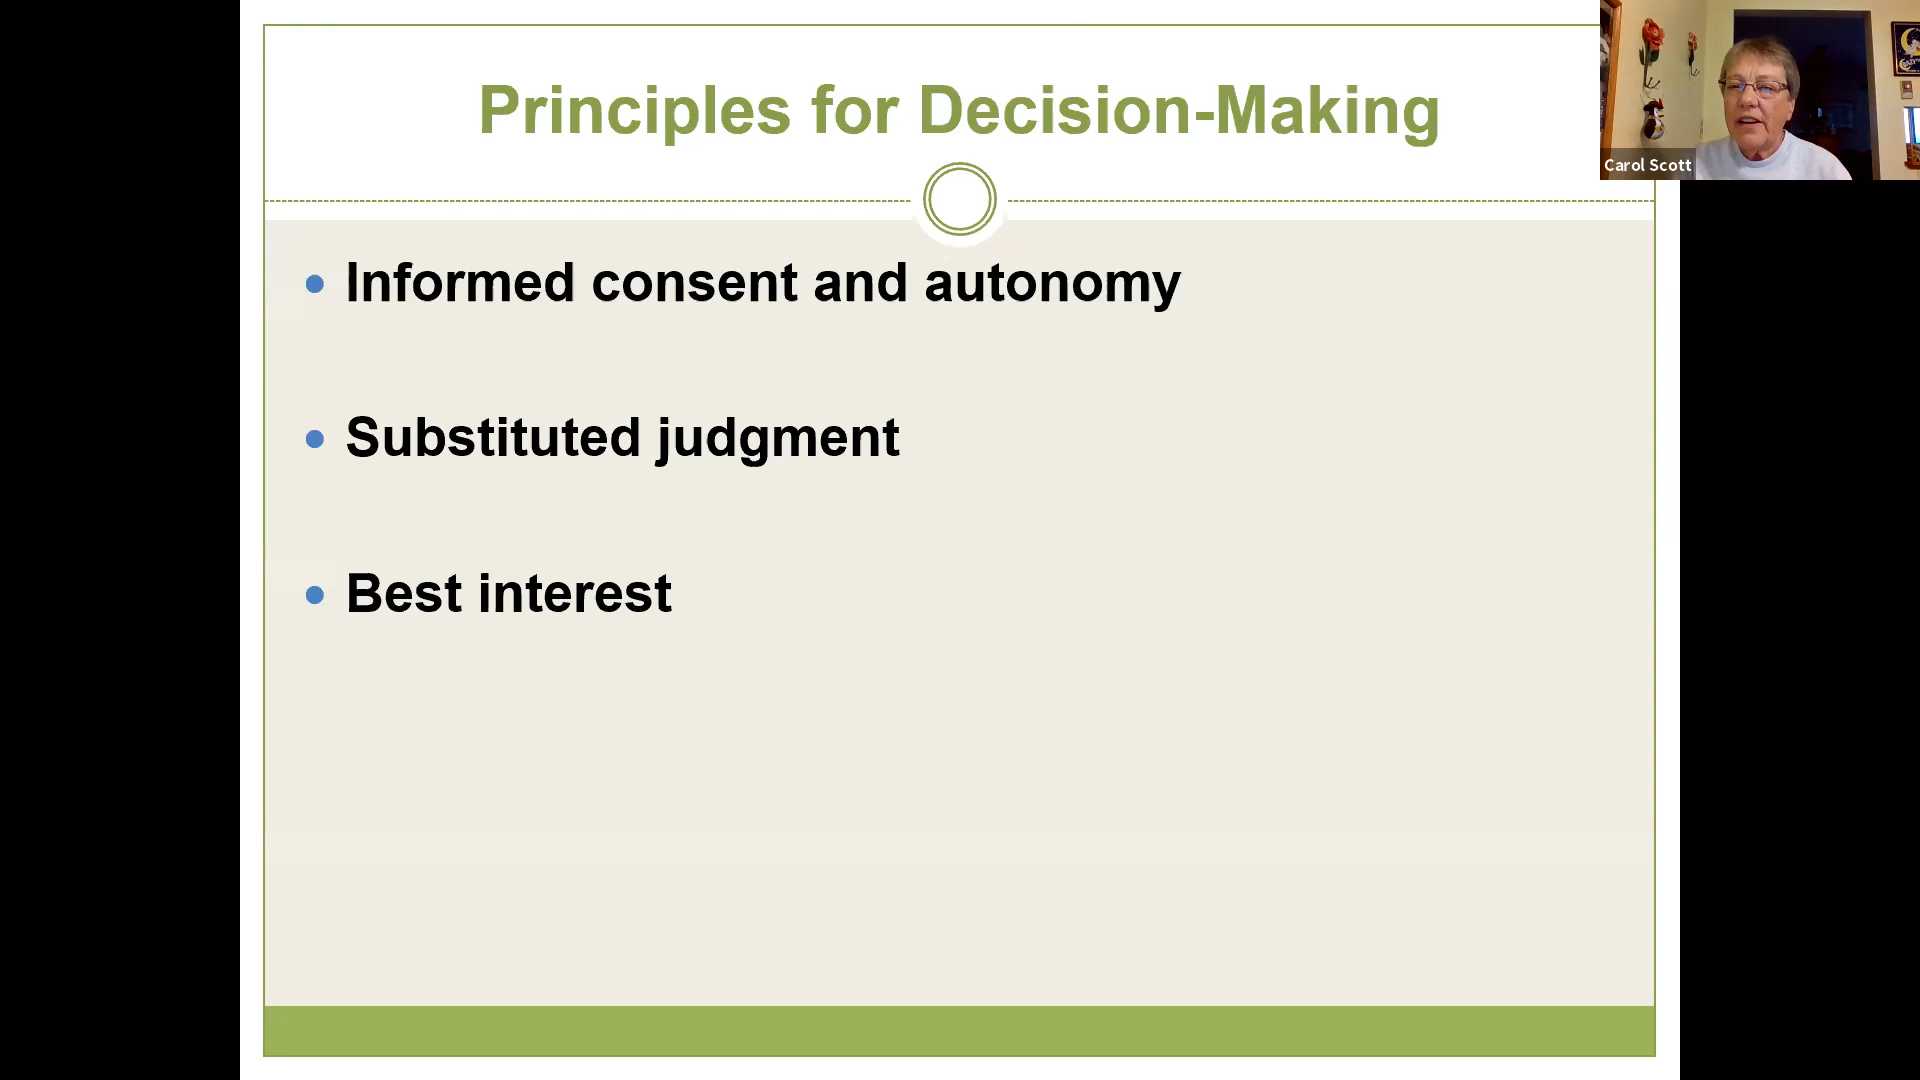 Principles for Decision-Making
Carol Scott
Informed consent and autonomy
Substituted judgment
Best interest